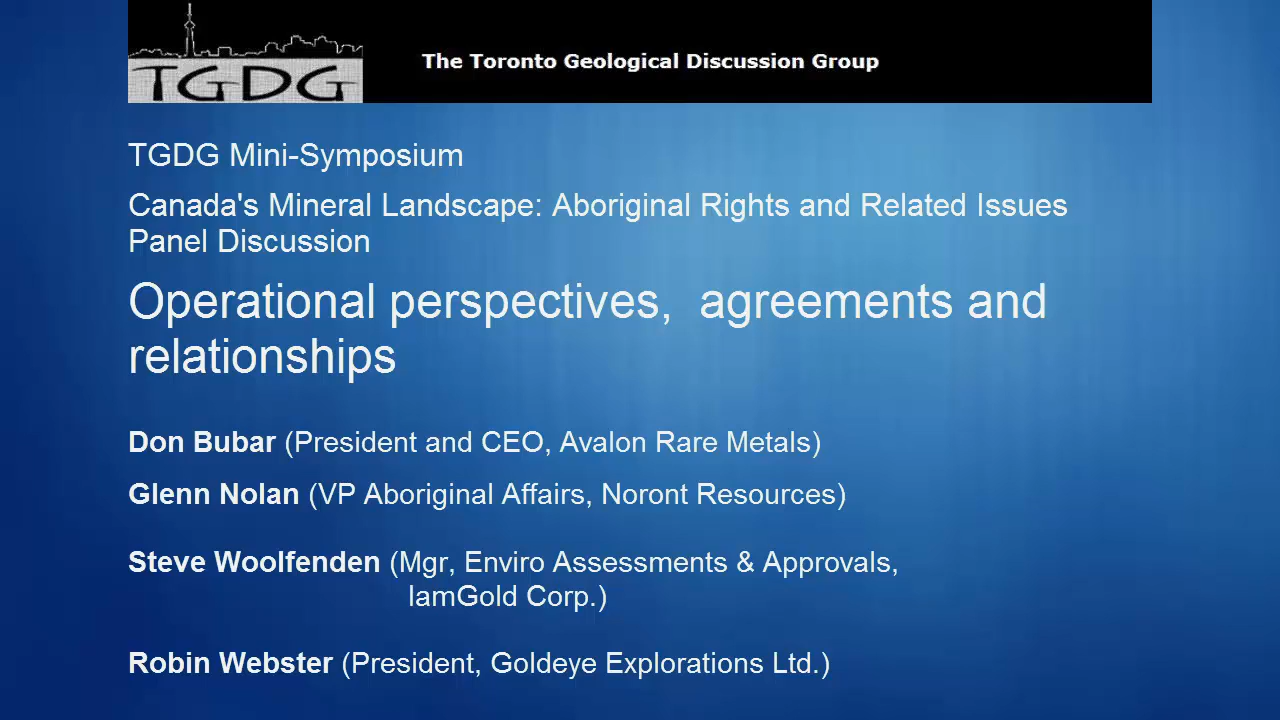 TGDG
The Toronto Geological Discussion Group
TGDG Mini-Symposium
Canada's Mineral Landscape: Aboriginal Rights and Related Issues
Panel Discussion
Operational perspectives,  agreements and
relationships
Don Bubar (President and CEO, Avalon Rare Metals)
Glenn Nolan (VP Aboriginal Affairs, Noront Resources)
Steve Woolfenden (Mgr, Enviro Assessments & Approvals,
IamGold Corp.)
Robin Webster (President, Goldeye Explorations Ltd.)